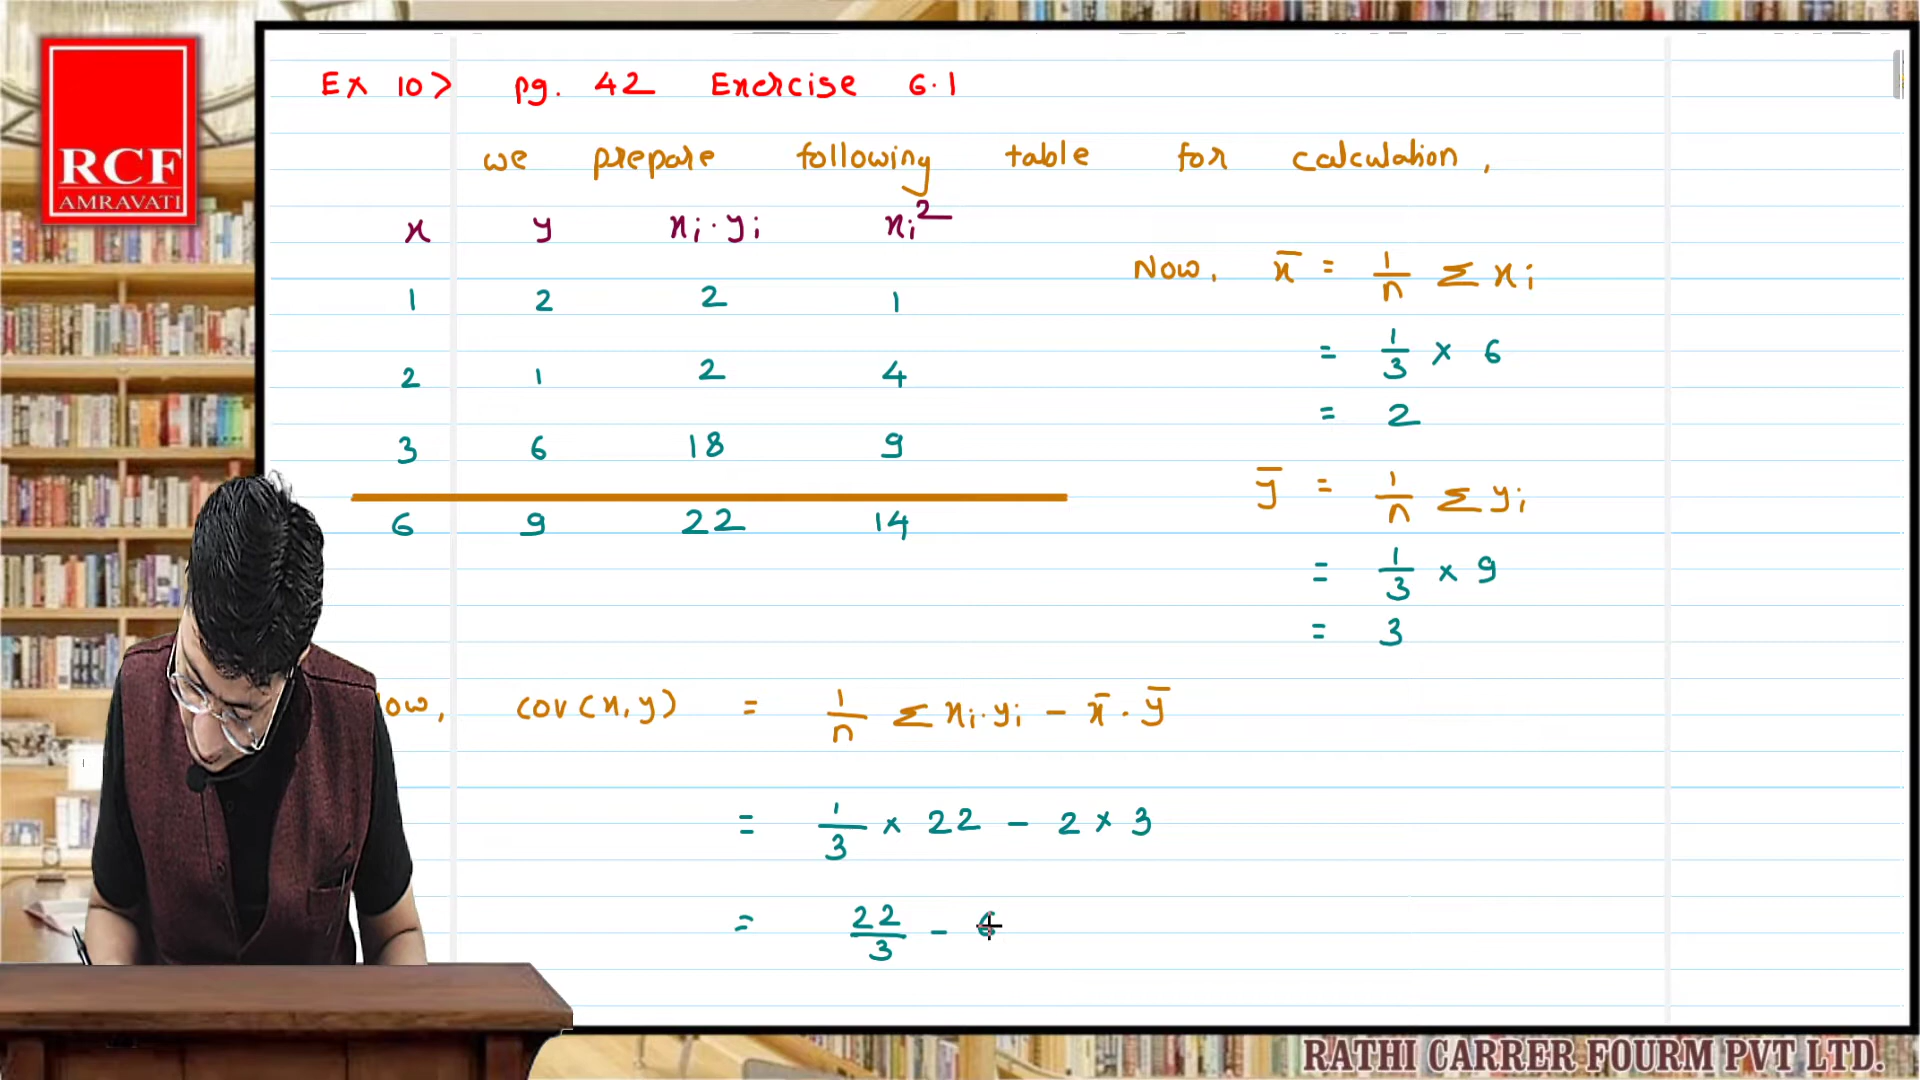 RCF
AMRAVATI
Ex 10> pg. 42 Exercise 6.1
we prepare following table for calculation,
x y xi·yi xi²
1 2 2 1
2 1 2 4
3 6 18 9
6 9 22 14
Now, x̄ = 1/n Σ xi
= 1/3 × 6
= 2
ȳ = 1/n Σ yi
= 1/3 × 9
= 3
ow, cov(x,y) = 1/n Σ xi·yi - x̄·ȳ
= 1/3 × 22 - 2 × 3
= 22/3 - 6
RATHI CARRER FOURM PVT LTD.